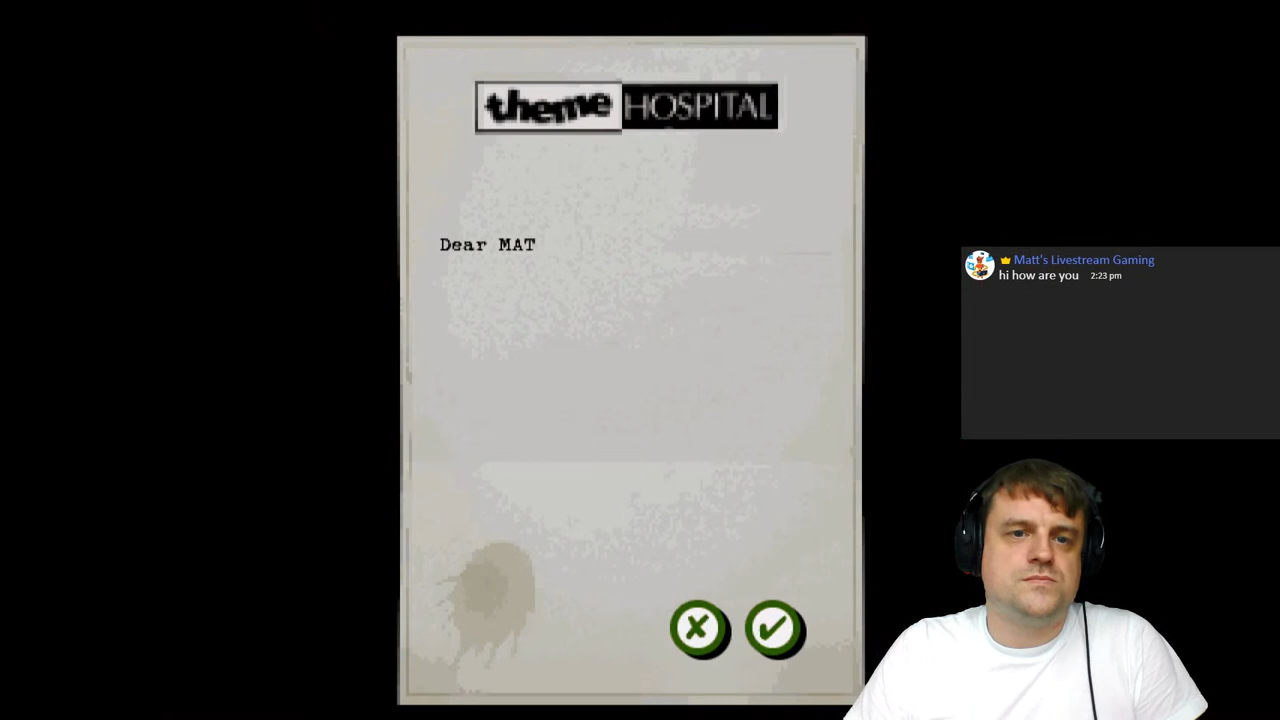 theme HOSPITAL
Dear MAT
Matt's Livestream Gaming
hi how are you 2:23 pm